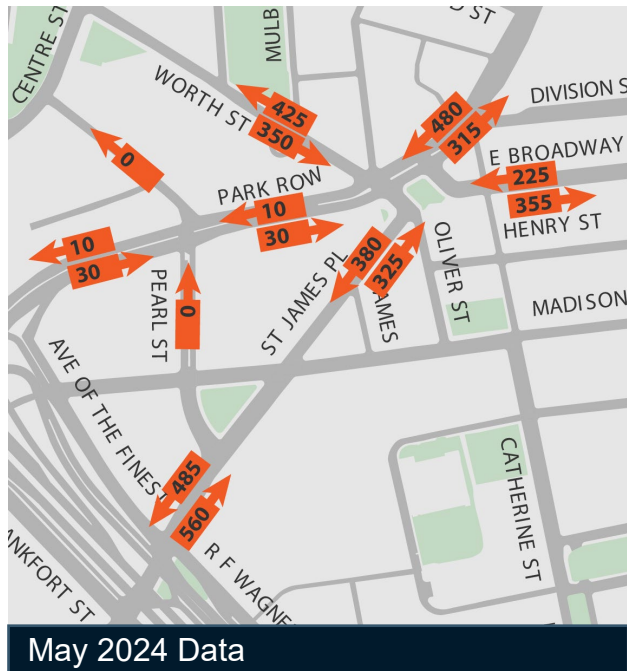 CENTRE ST
MULB
D ST
WORTH ST
425
350
480
315
DIVISION S
E BROADWAY
225
355
HENRY ST
0
PARK ROW
10
30
10
30
PEARL ST
0
ST JAMES PL
380
325
JAMES
OLIVER ST
MADISON
AVE OF THE FINEST
485
560
CATHERINE ST
R F WAGNE
ANKFORT ST
May 2024 Data